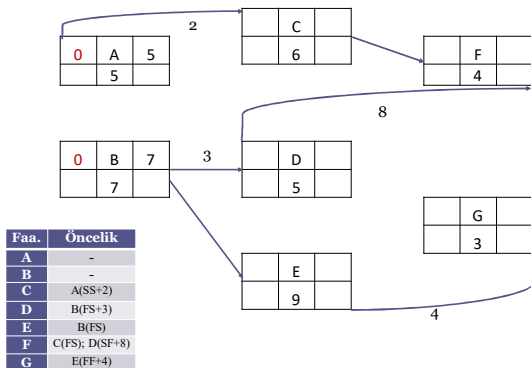 2
C
6
0 A 5
5
F
4
8
0 B 7
7
3
D
5
G
3
E
9
4
Faa. Öncelik
A -
B -
C A(SS+2)
D B(FS+3)
E B(FS)
F C(FS); D(SF+8)
G E(FF+4)